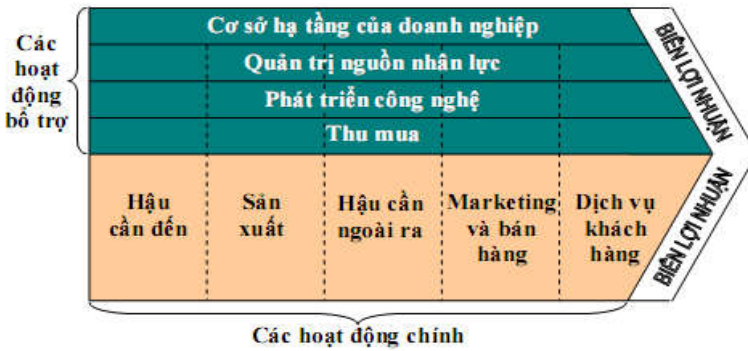 Cơ sở hạ tầng của doanh nghiệp
Quản trị nguồn nhân lực
Phát triển công nghệ
Thu mua
Các
hoạt
động
bổ trợ
BIÊN LỢI NHUẬN
Hậu
cần đến
Sản
xuất
Hậu cần
ngoài ra
Marketing
và bán
hàng
Dịch vụ
khách
hàng
BIÊN LỢI NHUẬN
Các hoạt động chính